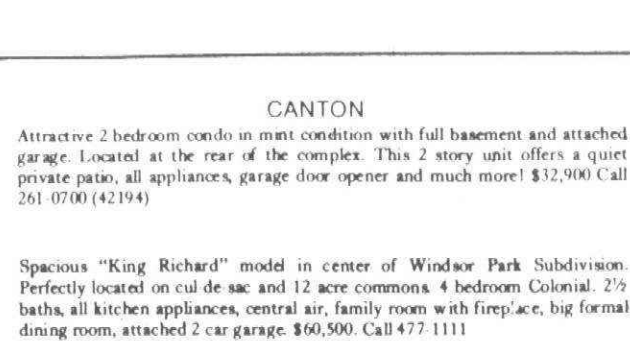 CANTON
Attractive 2 bedroom condo in mint condition with full basement and attached
garage. Located at the rear of the complex. This 2 story unit offers a quiet
private patio, all appliances, garage door opener and much more! $32,900 Call
261-0700 (42194)
Spacious "King Richard" model in center of Windsor Park Subdivision.
Perfectly located on cul de sac and 12 acre commons. 4 bedroom Colonial. 2½
baths, all kitchen appliances, central air, family room with fireplace, big formal
dining room, attached 2 car garage. $60,500. Call 477-1111